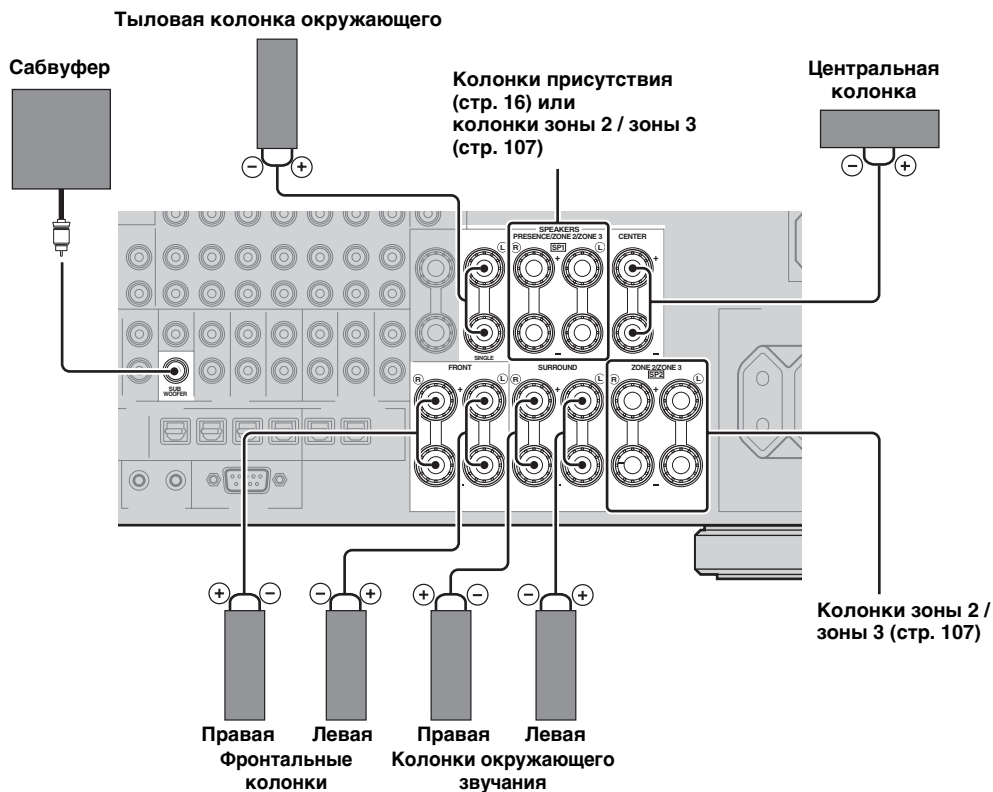 Тыловая колонка окружающего
Сабвуфер
Колонки присутствия
(стр. 16) или
колонки зоны 2 / зоны 3
(стр. 107)
Центральная
колонка
− +
− +
SPEAKERS
PRESENCE/ZONE 2/ZONE 3
CENTER
R SP1 L
L
+ +
− −
SINGLE
SUB
WOOFER
FRONT
SURROUND
ZONE 2/ZONE 3
SP2
R + L
R + L
R + L
−
+ −
− +
+ −
− +
Колонки зоны 2 /
зоны 3 (стр. 107)
Правая
Левая
Правая
Левая
Фронтальные
колонки
Колонки окружающего
звучания